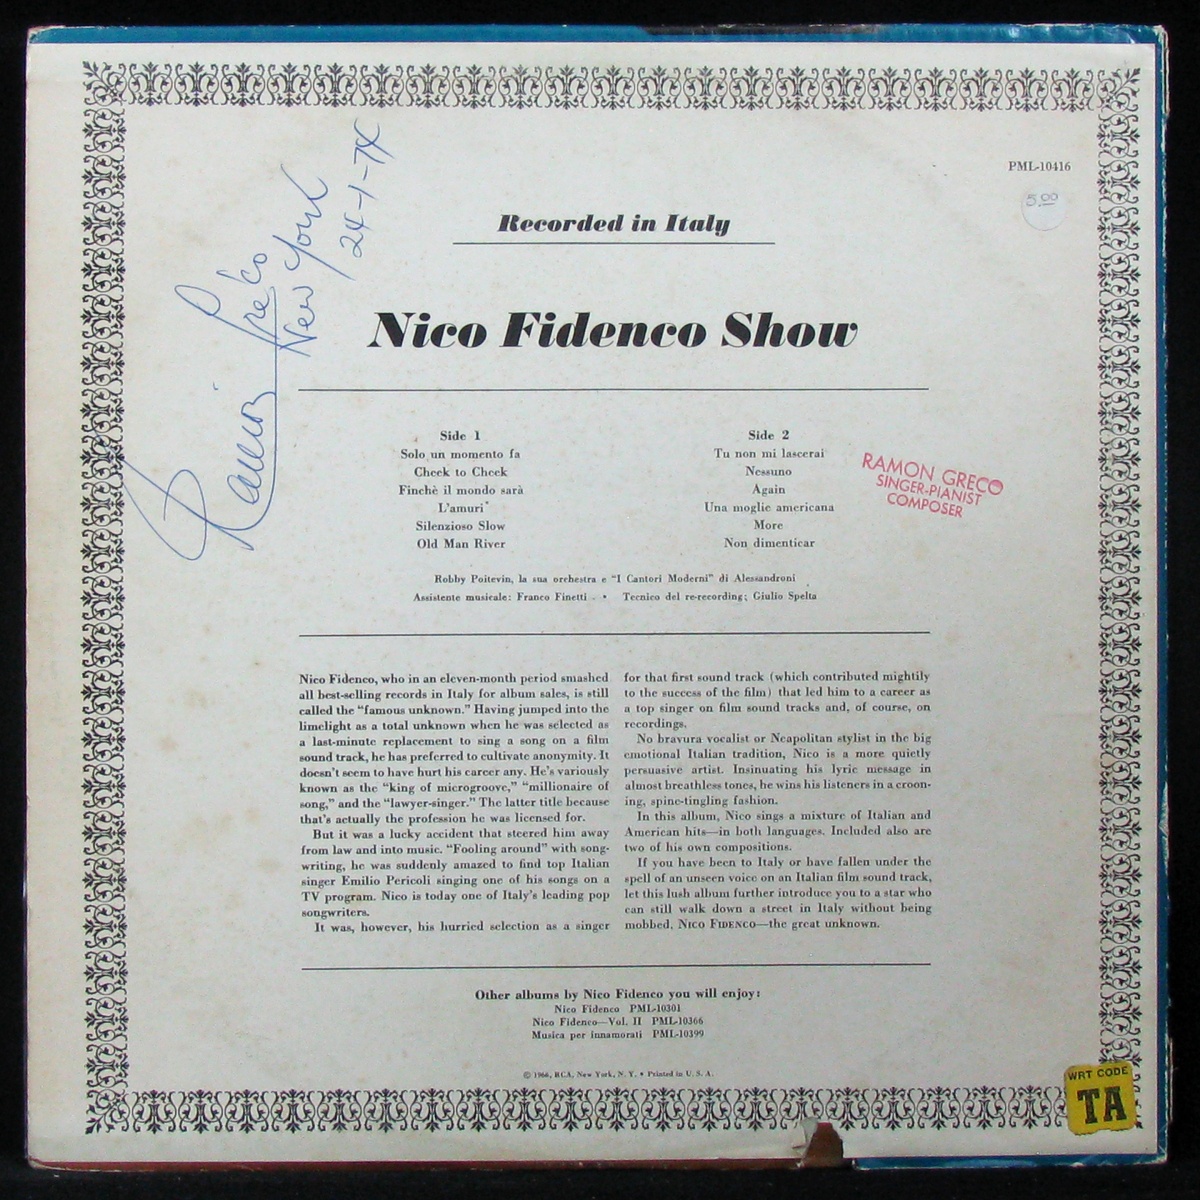 PML-10416
5.00
Recorded in Italy
Ramon Greco
New York
24-1-74
Nico Fidenco Show
Side 1
Solo un momento fa
Cheek to Cheek
Finchè il mondo sarà
L'amuri
Silenzioso Slow
Old Man River
Side 2
Tu non mi lascerai
Nessuno
Again
Una moglie americana
More
Non dimenticar
RAMON GRECO
SINGER-PIANIST
COMPOSER
Robby Poitevin, la sua orchestra e "I Cantori Moderni" di Alessandroni
Assistente musicale: Franco Finetti • Tecnico del re-recording: Giulio Spelta
Nico Fidenco, who in an eleven-month period smashed
all best-selling records in Italy for album sales, is still
called the "famous unknown." Having jumped into the
limelight as a total unknown when he was selected as
a last-minute replacement to sing a song on a film
sound track, he has preferred to cultivate anonymity. It
doesn't seem to have hurt his career any. He's variously
known as the "king of microgroove," "millionaire of
song," and the "lawyer-singer." The latter title because
that's actually the profession he was licensed for.
But it was a lucky accident that steered him away
from law and into music. "Fooling around" with song-
writing, he was suddenly amazed to find top Italian
singer Emilio Pericoli singing one of his songs on a
TV program. Nico is today one of Italy's leading pop
songwriters.
It was, however, his hurried selection as a singer
for that first sound track (which contributed mightily
to the success of the film) that led him to a career as
a top singer on film sound tracks and, of course, on
recordings.
No bravura vocalist or Neapolitan stylist in the big
emotional Italian tradition, Nico is a more quietly
persuasive artist. Insinuating his lyric message in
almost breathless tones, he wins his listeners in a croon-
ing, spine-tingling fashion.
In this album, Nico sings a mixture of Italian and
American hits—in both languages. Included also are
two of his own compositions.
If you have been to Italy or have fallen under the
spell of an unseen voice on an Italian film sound track,
let this lush album further introduce you to a star who
can still walk down a street in Italy without being
mobbed, NICO FIDENCO—the great unknown.
Other albums by Nico Fidenco you will enjoy:
Nico Fidenco PML-10301
Nico Fidenco—Vol. II PML-10366
Musica per innamorati PML-10399
© 1966, RCA, New York, N. Y. • Printed in U. S. A.
WRT CODE
TA